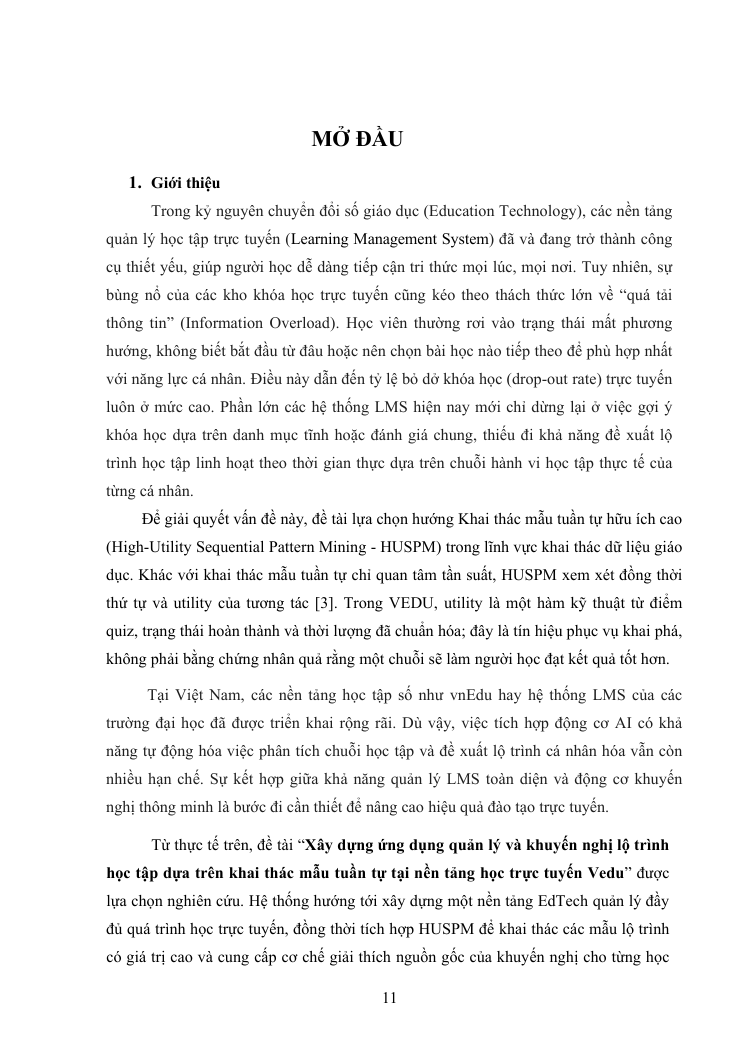 MỞ ĐẦU
1. Giới thiệu
Trong kỷ nguyên chuyển đổi số giáo dục (Education Technology), các nền tảng
quản lý học tập trực tuyến (Learning Management System) đã và đang trở thành công
cụ thiết yếu, giúp người học dễ dàng tiếp cận tri thức mọi lúc, mọi nơi. Tuy nhiên, sự
bùng nổ của các kho khóa học trực tuyến cũng kéo theo thách thức lớn về “quá tải
thông tin” (Information Overload). Học viên thường rơi vào trạng thái mất phương
hướng, không biết bắt đầu từ đâu hoặc nên chọn bài học nào tiếp theo để phù hợp nhất
với năng lực cá nhân. Điều này dẫn đến tỷ lệ bỏ dở khóa học (drop-out rate) trực tuyến
luôn ở mức cao. Phần lớn các hệ thống LMS hiện nay mới chỉ dừng lại ở việc gợi ý
khóa học dựa trên danh mục tĩnh hoặc đánh giá chung, thiếu đi khả năng đề xuất lộ
trình học tập linh hoạt theo thời gian thực dựa trên chuỗi hành vi học tập thực tế của
từng cá nhân.
Để giải quyết vấn đề này, đề tài lựa chọn hướng Khai thác mẫu tuần tự hữu ích cao
(High-Utility Sequential Pattern Mining - HUSPM) trong lĩnh vực khai thác dữ liệu giáo
dục. Khác với khai thác mẫu tuần tự chỉ quan tâm tần suất, HUSPM xem xét đồng thời
thứ tự và utility của tương tác [3]. Trong VEDU, utility là một hàm kỹ thuật từ điểm
quiz, trạng thái hoàn thành và thời lượng đã chuẩn hóa; đây là tín hiệu phục vụ khai phá,
không phải bằng chứng nhân quả rằng một chuỗi sẽ làm người học đạt kết quả tốt hơn.
Tại Việt Nam, các nền tảng học tập số như vnEdu hay hệ thống LMS của các
trường đại học đã được triển khai rộng rãi. Dù vậy, việc tích hợp động cơ AI có khả
năng tự động hóa việc phân tích chuỗi học tập và đề xuất lộ trình cá nhân hóa vẫn còn
nhiều hạn chế. Sự kết hợp giữa khả năng quản lý LMS toàn diện và động cơ khuyến
nghị thông minh là bước đi cần thiết để nâng cao hiệu quả đào tạo trực tuyến.
Từ thực tế trên, đề tài “Xây dựng ứng dụng quản lý và khuyến nghị lộ trình
học tập dựa trên khai thác mẫu tuần tự tại nền tảng học trực tuyến Vedu” được
lựa chọn nghiên cứu. Hệ thống hướng tới xây dựng một nền tảng EdTech quản lý đầy
đủ quá trình học trực tuyến, đồng thời tích hợp HUSPM để khai thác các mẫu lộ trình
có giá trị cao và cung cấp cơ chế giải thích nguồn gốc của khuyến nghị cho từng học
11